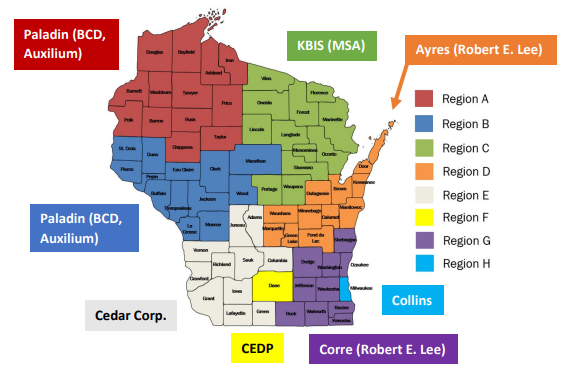 Paladin (BCD,
Auxilium)
KBIS (MSA)
Ayres (Robert E. Lee)
Douglas
Bayfield
Iron
Ashland
Vilas
Burnett
Washburn
Sawyer
Price
Oneida
Florence
Forest
Marinette
Polk
Barron
Rusk
Taylor
Lincoln
Langlade
Chippewa
Menominee
Oconto
Shawano
St. Croix
Dunn
Pierce
Pepin
Eau Claire
Clark
Marathon
Door
Buffalo
Trempealeau
Jackson
Wood
Portage
Waupaca
Outagamie
Brown
Kewaunee
La
Crosse
Monroe
Juneau
Adams
Waushara
Winnebago
Calumet
Manitowoc
Marquette
Green
Lake
Fond du
Lac
Sheboygan
Vernon
Richland
Sauk
Columbia
Dodge
Washington
Ozaukee
Crawford
Grant
Iowa
Dane
Jefferson
Waukesha
Milwaukee
Lafayette
Green
Rock
Walworth
Racine
Kenosha
Region A
Region B
Region C
Region D
Region E
Region F
Region G
Region H
Paladin (BCD,
Auxilium)
Cedar Corp.
Collins
CEDP
Corre (Robert E. Lee)